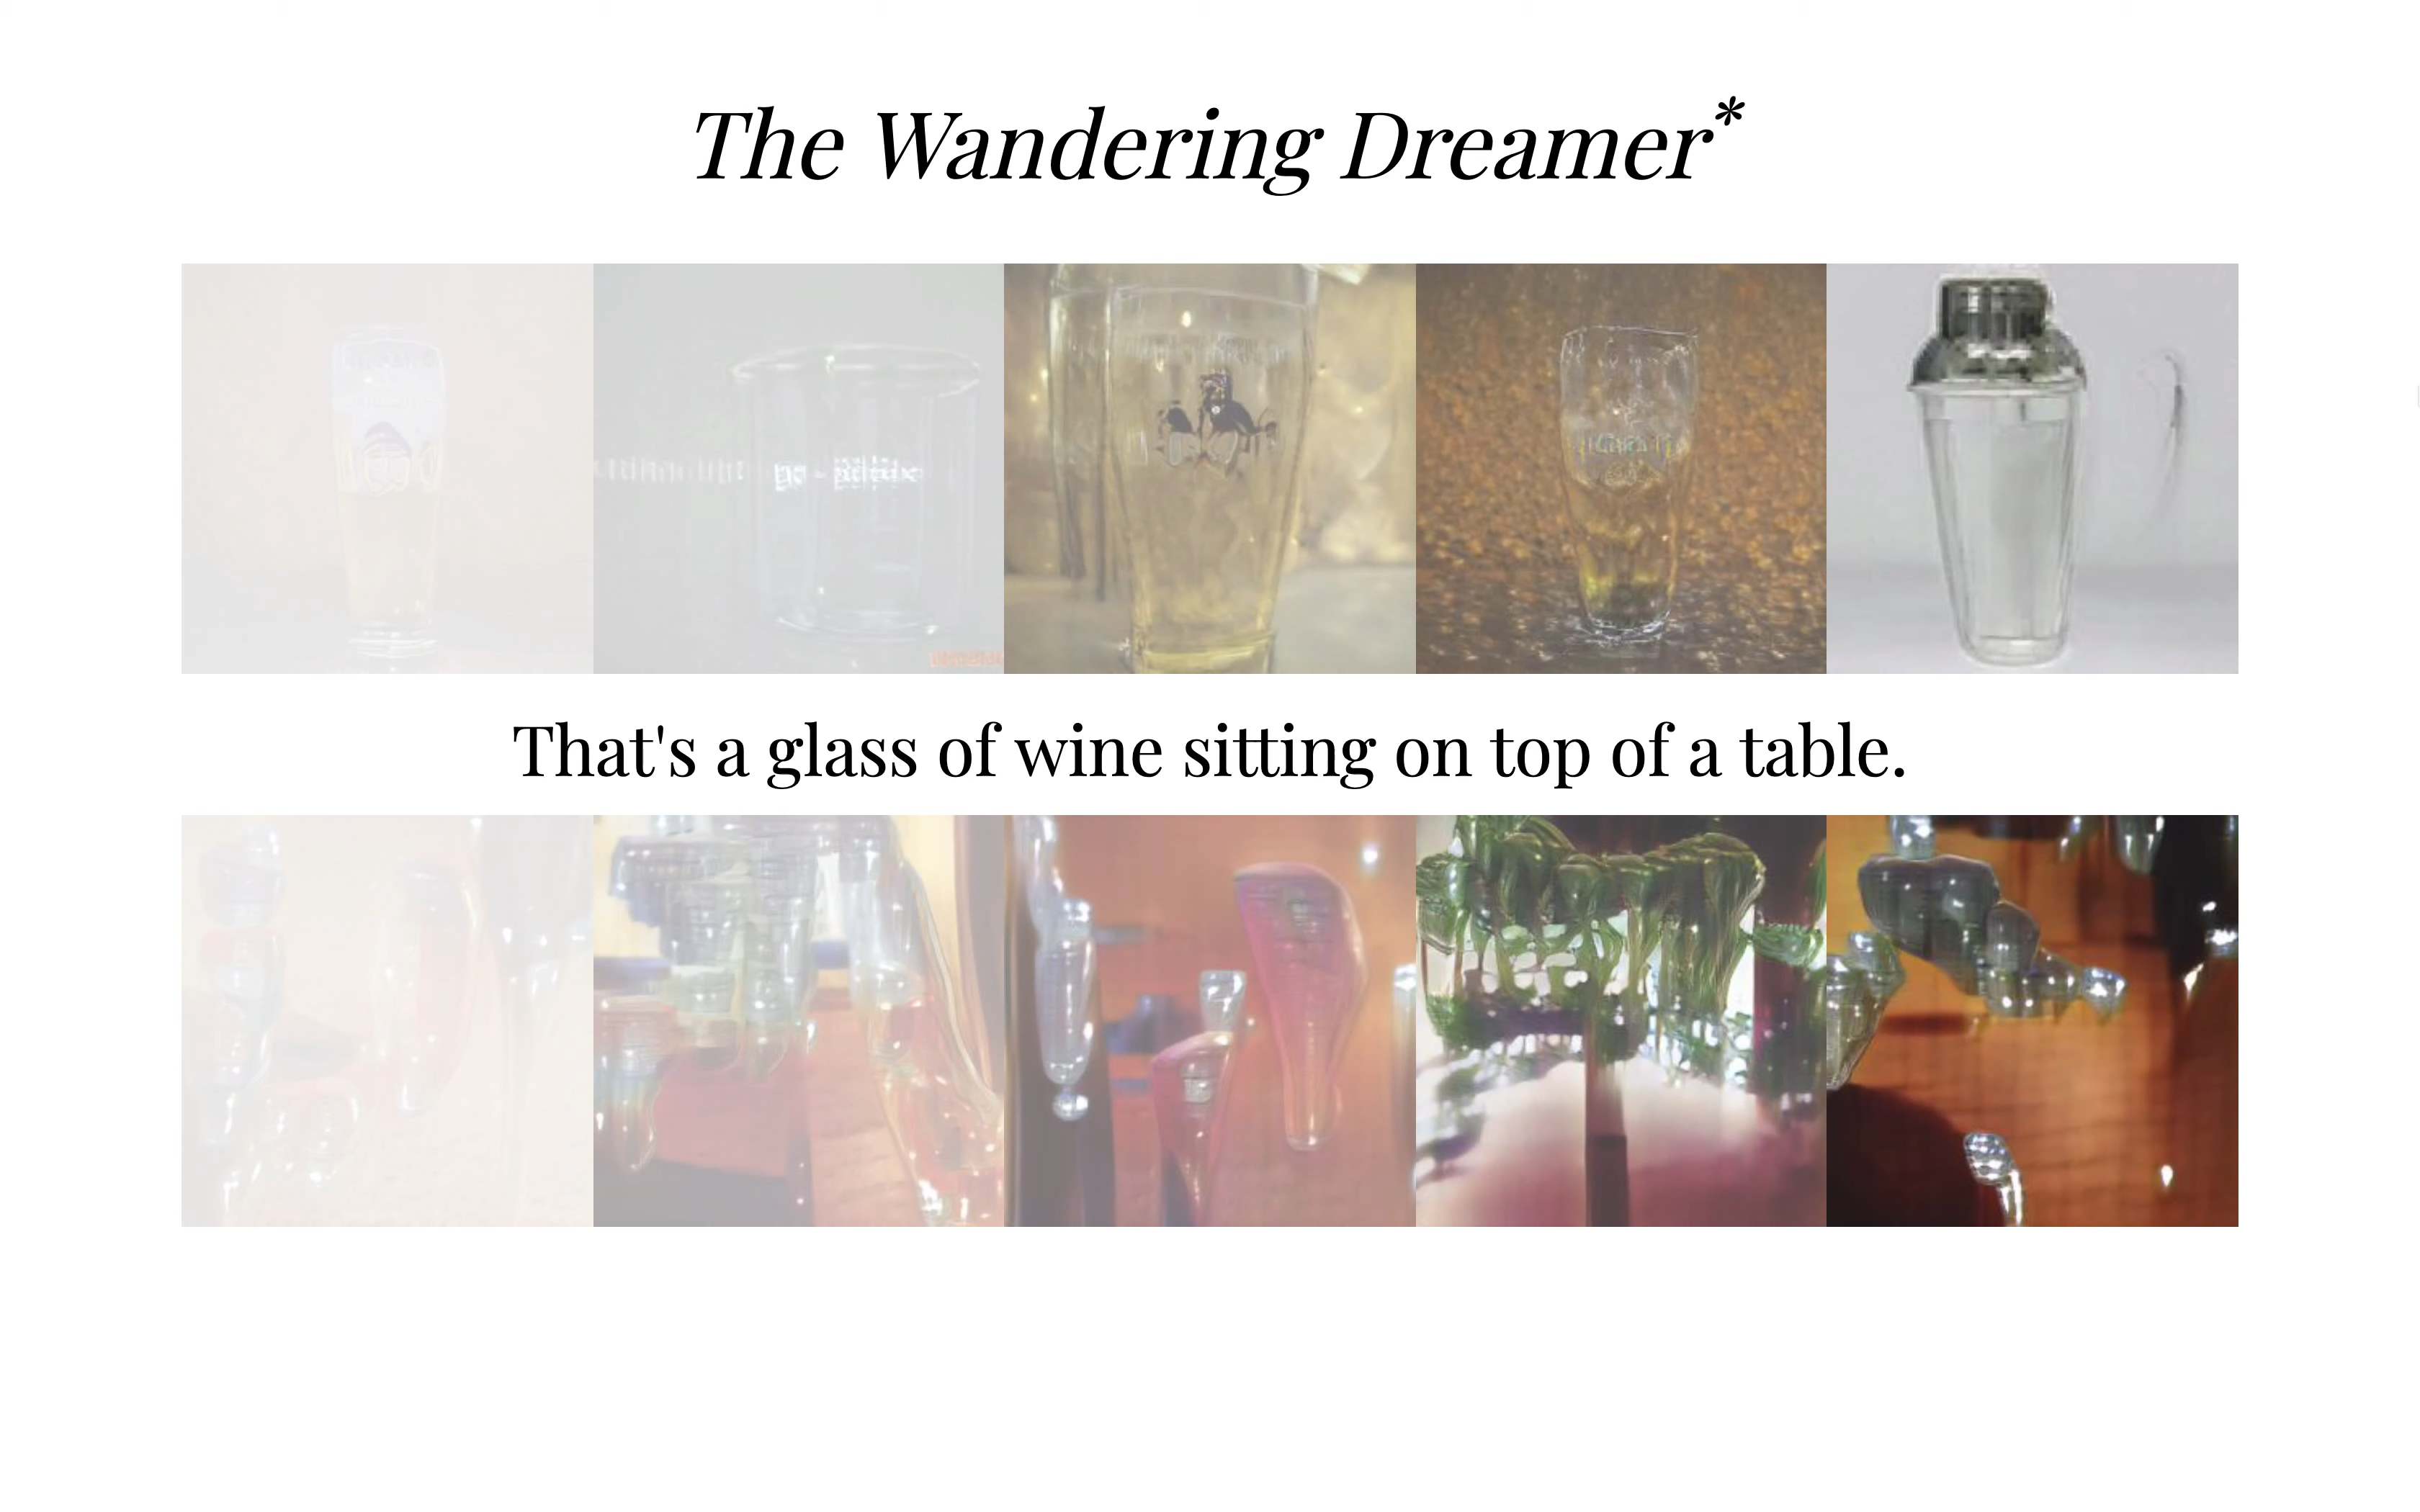 The Wandering Dreamer*
That's a glass of wine sitting on top of a table.